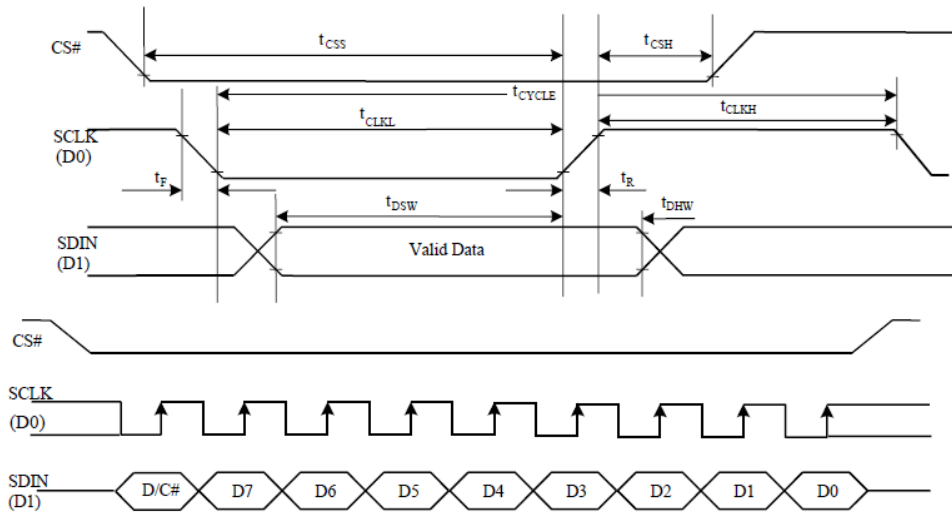 CS#
tCSS
tCSH
tCYCLE
tCLKL
tCLKH
SCLK
(D0)
tF
tR
tDSW
tDHW
SDIN
(D1)
Valid Data
CS#
SCLK
(D0)
SDIN
(D1)
D/C# D7 D6 D5 D4 D3 D2 D1 D0